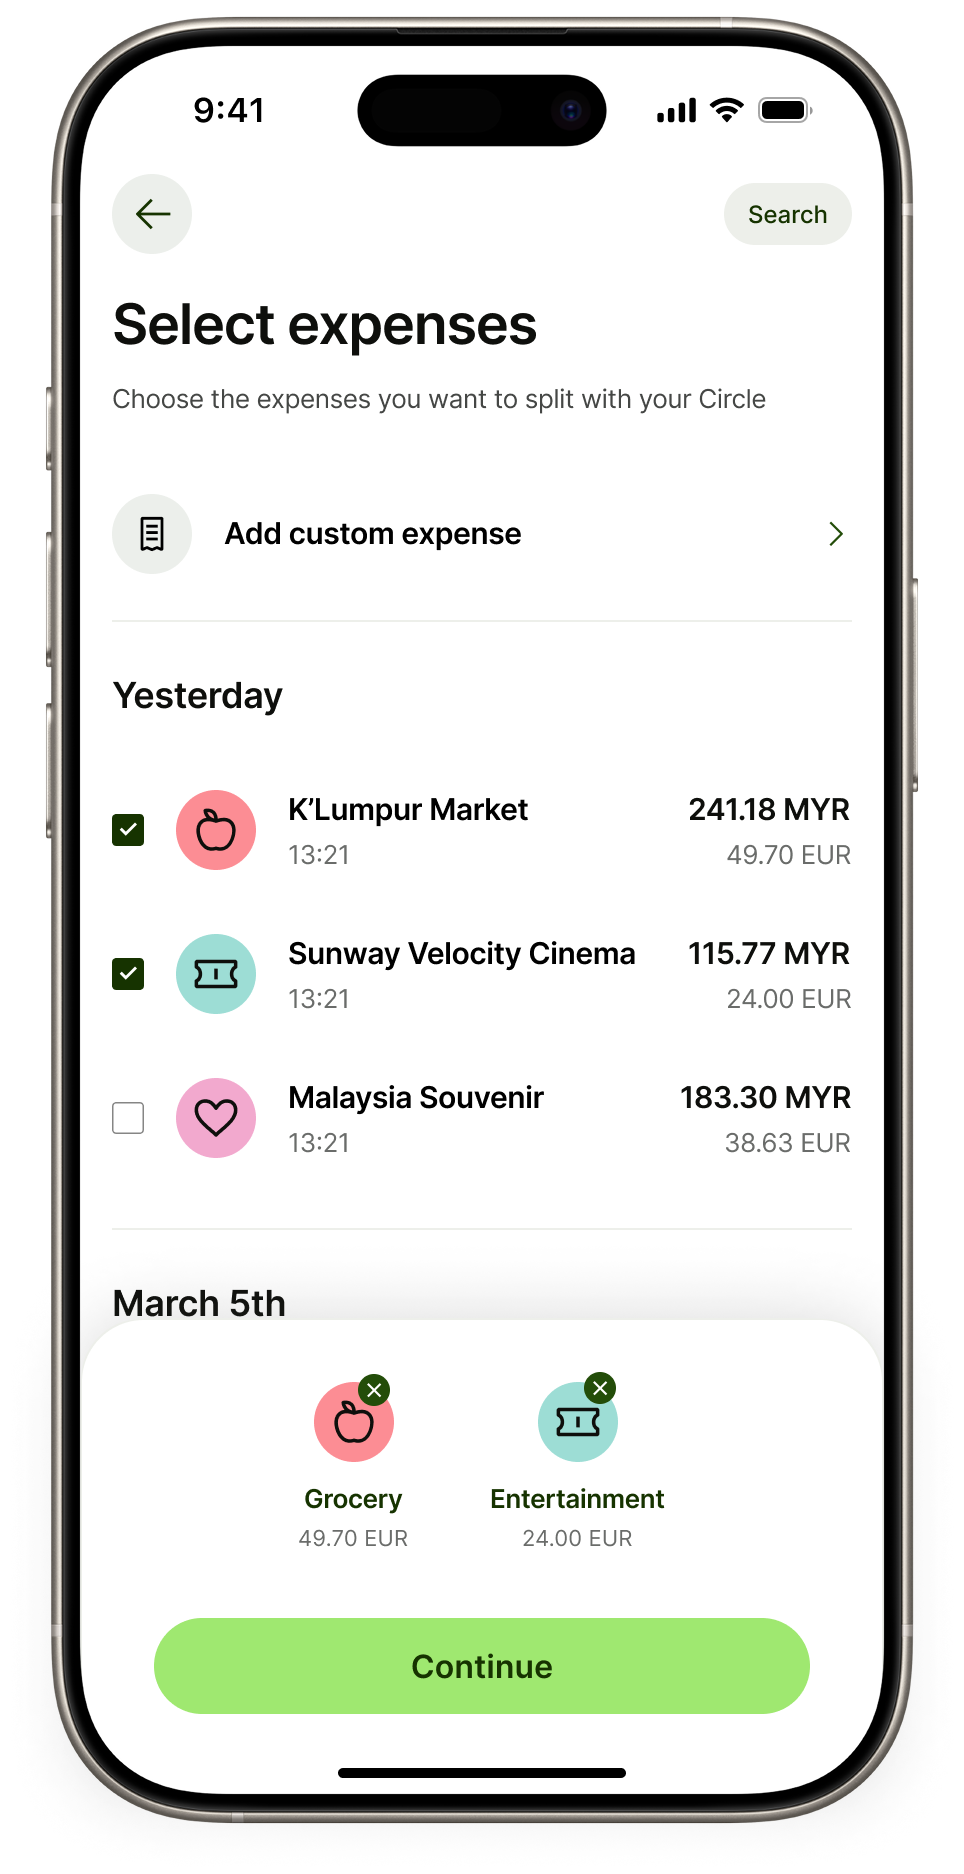 9:41
Search
Select expenses
Choose the expenses you want to split with your Circle
Add custom expense
Yesterday
K’Lumpur Market 241.18 MYR
13:21 49.70 EUR
Sunway Velocity Cinema 115.77 MYR
13:21 24.00 EUR
Malaysia Souvenir 183.30 MYR
13:21 38.63 EUR
March 5th
Grocery Entertainment
49.70 EUR 24.00 EUR
Continue